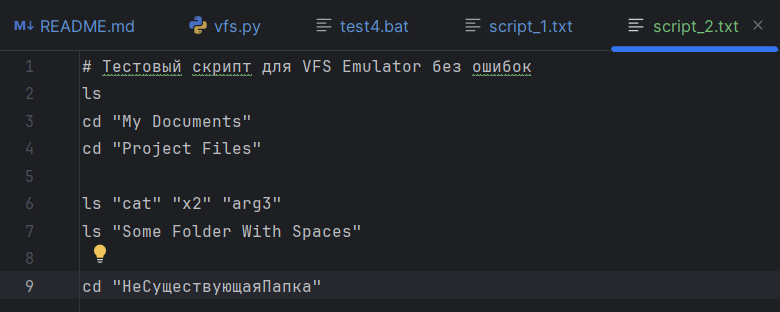 M↓ README.md vfs.py test4.bat script_1.txt script_2.txt ×
1 # Тестовый скрипт для VFS Emulator без ошибок
2 ls
3 cd "My Documents"
4 cd "Project Files"
5
6 ls "cat" "x2" "arg3"
7 ls "Some Folder With Spaces"
8
9 cd "НеСуществующаяПапка"